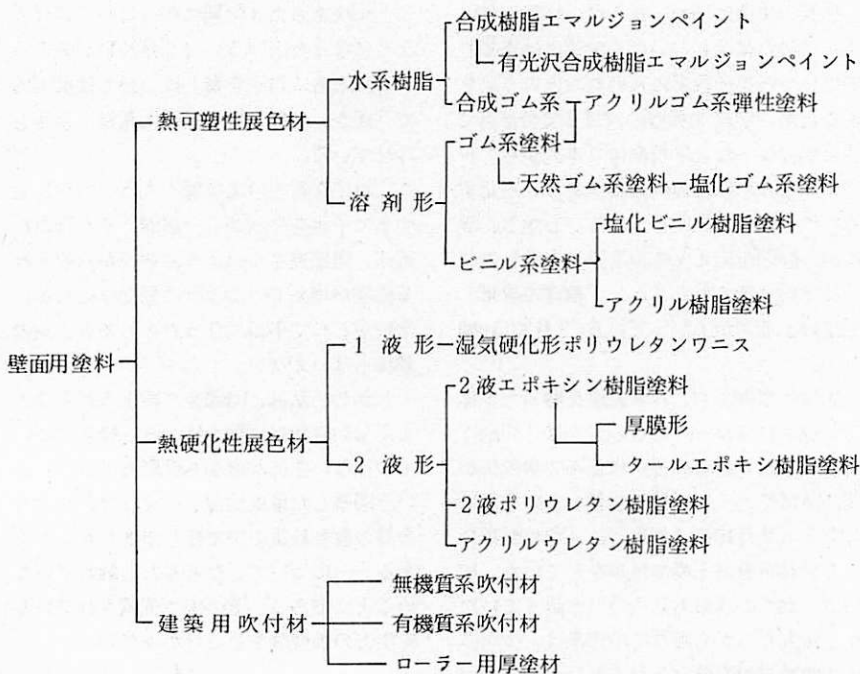 合成樹脂エマルジョンペイント
水系樹脂
有光沢合成樹脂エマルジョンペイント
合成ゴム系
アクリルゴム系弾性塗料
熱可塑性展色材
ゴム系塗料
天然ゴム系塗料
塩化ゴム系塗料
溶剤形
塩化ビニル樹脂塗料
ビニル系塗料
アクリル樹脂塗料
壁面用塗料
1液形
湿気硬化形ポリウレタンワニス
2液エポキシン樹脂塗料
厚膜形
熱硬化性展色材
2液形
タールエポキシ樹脂塗料
2液ポリウレタン樹脂塗料
アクリルウレタン樹脂塗料
無機質系吹付材
建築用吹付材
有機質系吹付材
ローラー用厚塗材